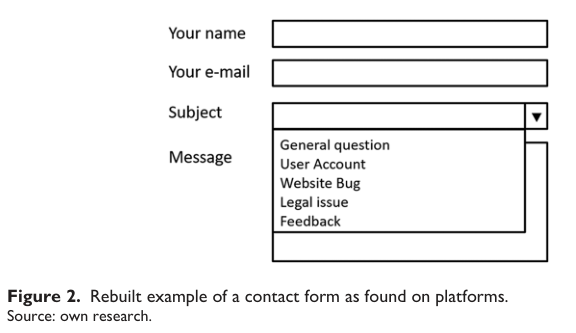 Your name
Your e-mail
Subject
Message
General question
User Account
Website Bug
Legal issue
Feedback
Figure 2. Rebuilt example of a contact form as found on platforms.
Source: own research.